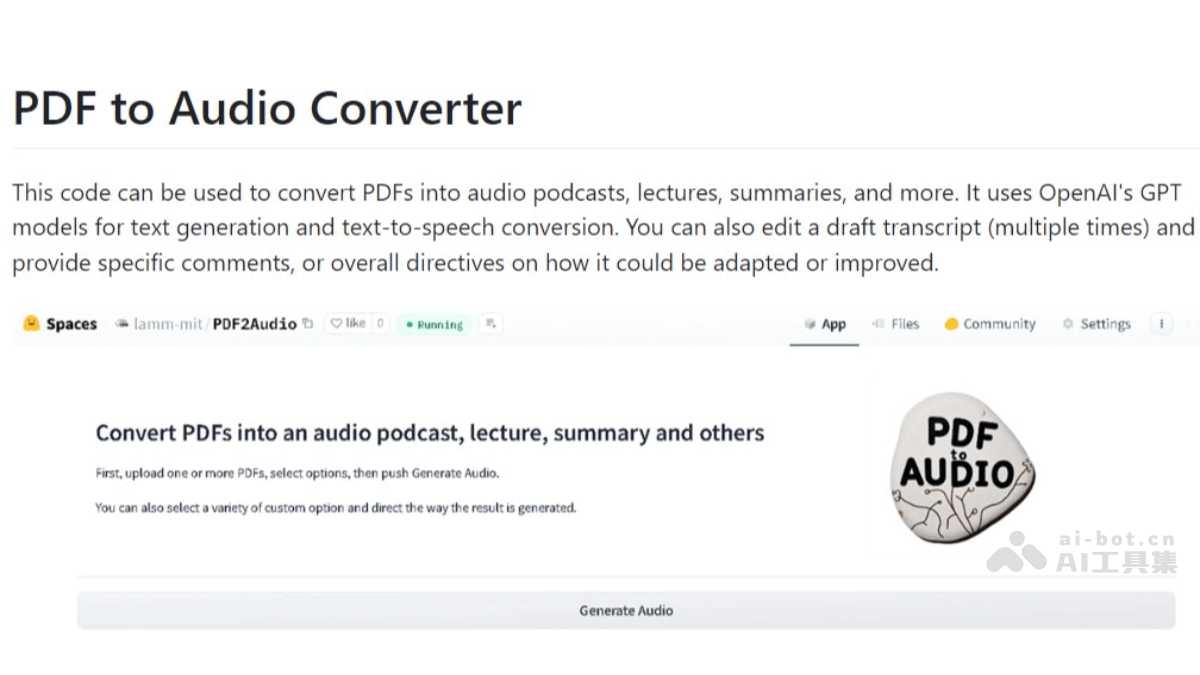 PDF to Audio Converter
This code can be used to convert PDFs into audio podcasts, lectures, summaries, and more. It uses OpenAI's GPT
models for text generation and text-to-speech conversion. You can also edit a draft transcript (multiple times) and
provide specific comments, or overall directives on how it could be adapted or improved.
Spaces lamm-mit/PDF2Audio like 0 Running App Files Community Settings
Convert PDFs into an audio podcast, lecture, summary and others
First, upload one or more PDFs, select options, then push Generate Audio.
You can also select a variety of custom option and direct the way the result is generated.
PDF
to
AUDIO
ai-bot.cn
AI工具集
Generate Audio